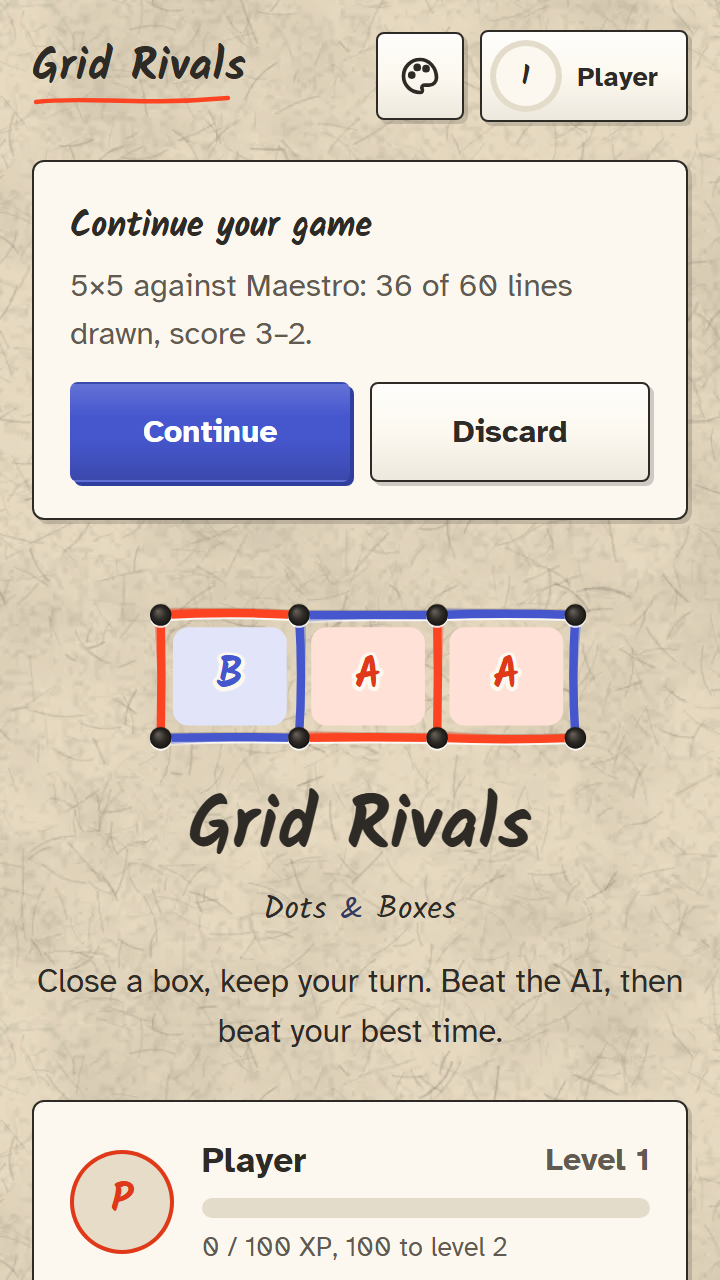 Grid Rivals
1 Player
Continue your game
5×5 against Maestro: 36 of 60 lines
drawn, score 3–2.
Continue Discard
B A A
Grid Rivals
Dots & Boxes
Close a box, keep your turn. Beat the AI, then
beat your best time.
P
Player Level 1
0 / 100 XP, 100 to level 2